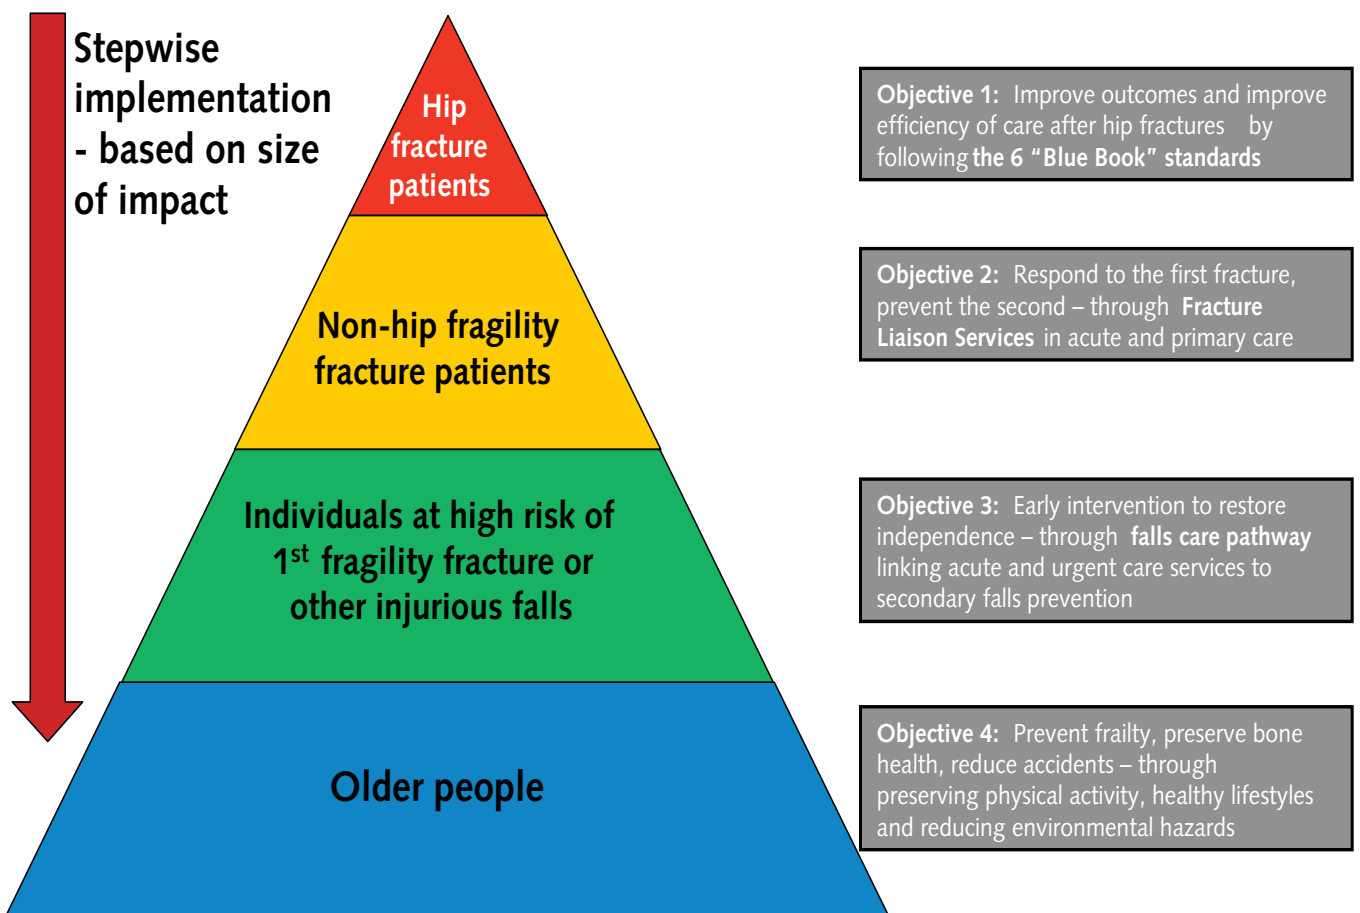 Stepwise
implementation
- based on size
of impact
Hip
fracture
patients
Non-hip fragility
fracture patients
Individuals at high risk of
1st fragility fracture or
other injurious falls
Older people
Objective 1: Improve outcomes and improve
efficiency of care after hip fractures by
following the 6 “Blue Book” standards
Objective 2: Respond to the first fracture,
prevent the second – through Fracture
Liaison Services in acute and primary care
Objective 3: Early intervention to restore
independence – through falls care pathway
linking acute and urgent care services to
secondary falls prevention
Objective 4: Prevent frailty, preserve bone
health, reduce accidents – through
preserving physical activity, healthy lifestyles
and reducing environmental hazards